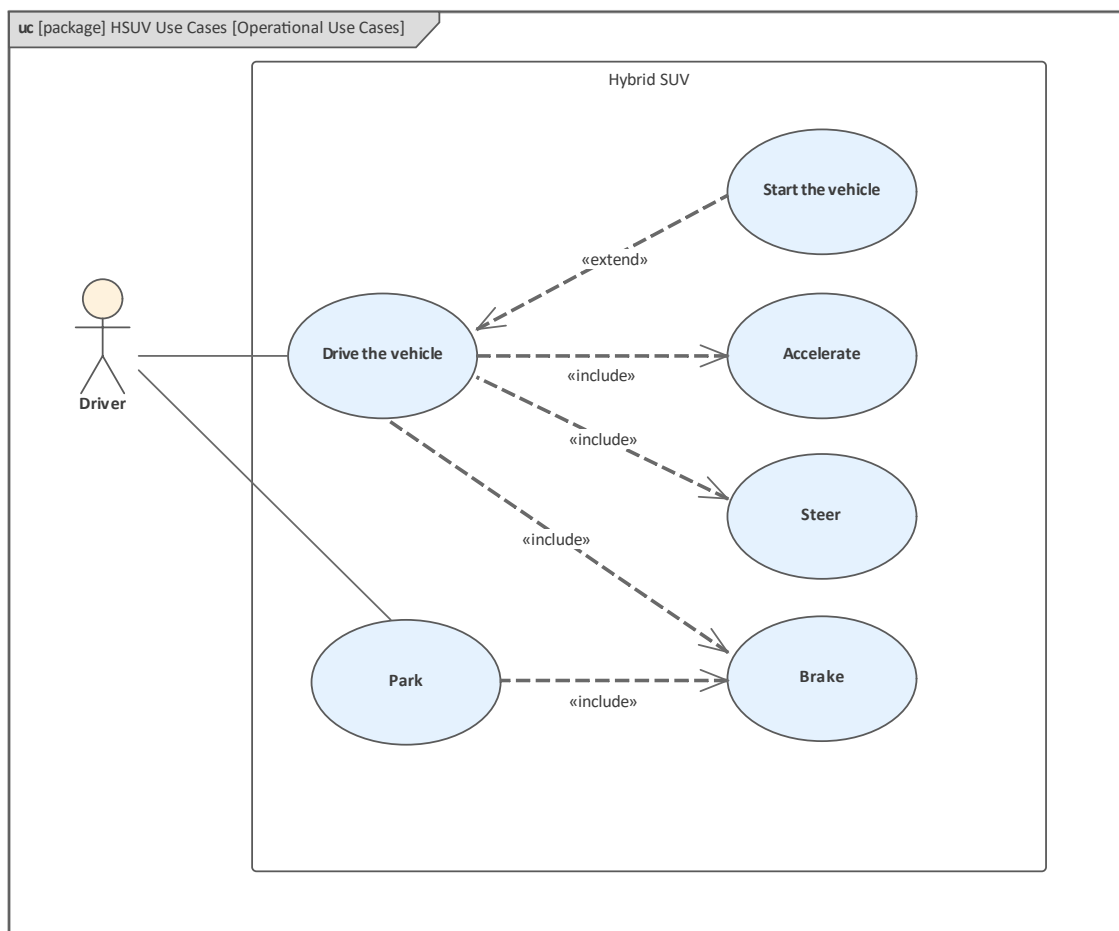 uc [package] HSUV Use Cases [Operational Use Cases]
Hybrid SUV
Start the vehicle
«extend»
Drive the vehicle
Accelerate
«include»
Driver
«include»
Steer
«include»
Park
Brake
«include»